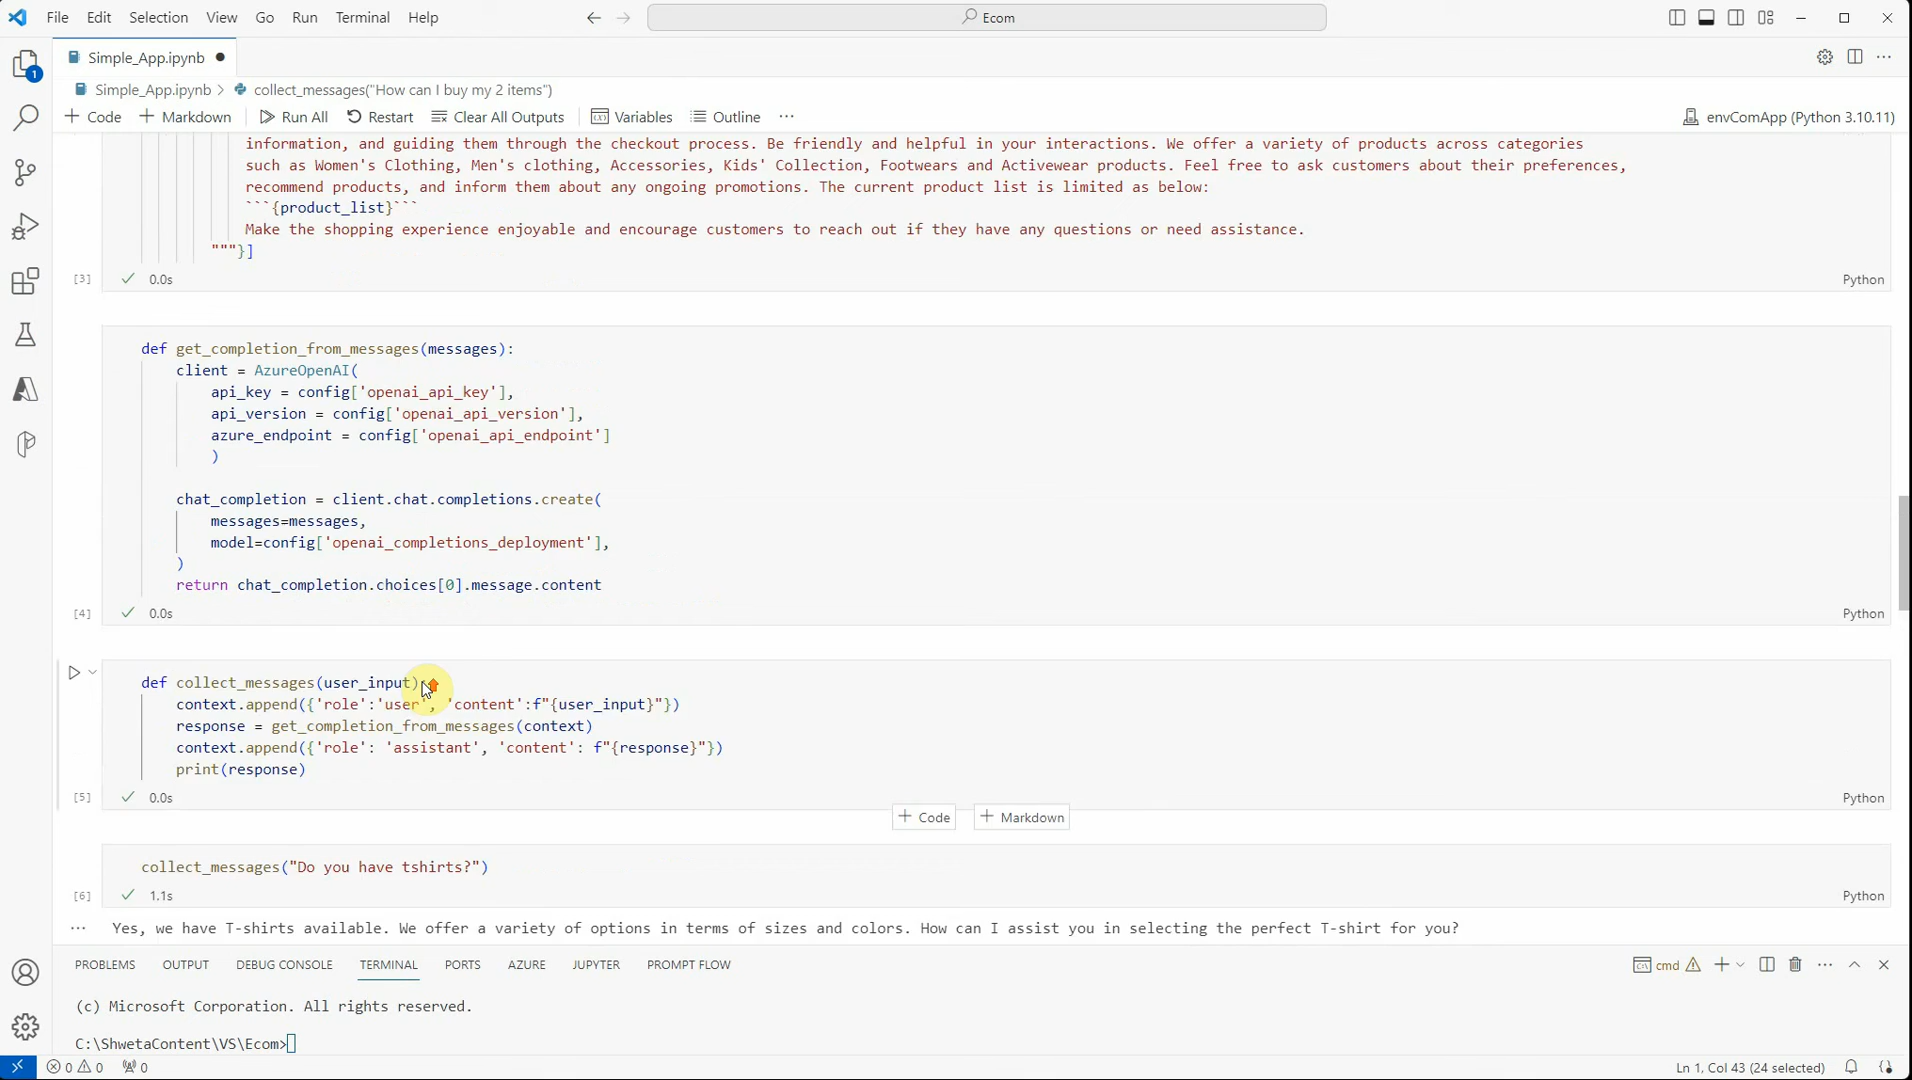 File Edit Selection View Go Run Terminal Help
Ecom
Simple_App.ipynb
1
Simple_App.ipynb > collect_messages("How can I buy my 2 items")
+ Code + Markdown Run All Restart Clear All Outputs Variables Outline ...
envComApp (Python 3.10.11)
information, and guiding them through the checkout process. Be friendly and helpful in your interactions. We offer a variety of products across categories
such as Women's Clothing, Men's clothing, Accessories, Kids' Collection, Footwears and Activewear products. Feel free to ask customers about their preferences,
recommend products, and inform them about any ongoing promotions. The current product list is limited as below:
```{product_list}```
Make the shopping experience enjoyable and encourage customers to reach out if they have any questions or need assistance.
"""}]
[3] 0.0s Python
def get_completion_from_messages(messages):
client = AzureOpenAI(
api_key = config['openai_api_key'],
api_version = config['openai_api_version'],
azure_endpoint = config['openai_api_endpoint']
)
chat_completion = client.chat.completions.create(
messages=messages,
model=config['openai_completions_deployment'],
)
return chat_completion.choices[0].message.content
[4] 0.0s Python
def collect_messages(user_input):
context.append({'role':'user', 'content':f"{user_input}"})
response = get_completion_from_messages(context)
context.append({'role': 'assistant', 'content': f"{response}"})
print(response)
[5] 0.0s Python
+ Code + Markdown
collect_messages("Do you have tshirts?")
[6] 1.1s Python
... Yes, we have T-shirts available. We offer a variety of options in terms of sizes and colors. How can I assist you in selecting the perfect T-shirt for you?
PROBLEMS OUTPUT DEBUG CONSOLE TERMINAL PORTS AZURE JUPYTER PROMPT FLOW
cmd
(c) Microsoft Corporation. All rights reserved.
C:\ShwetaContent\VS\Ecom>
0 0 0
Ln 1, Col 43 (24 selected)